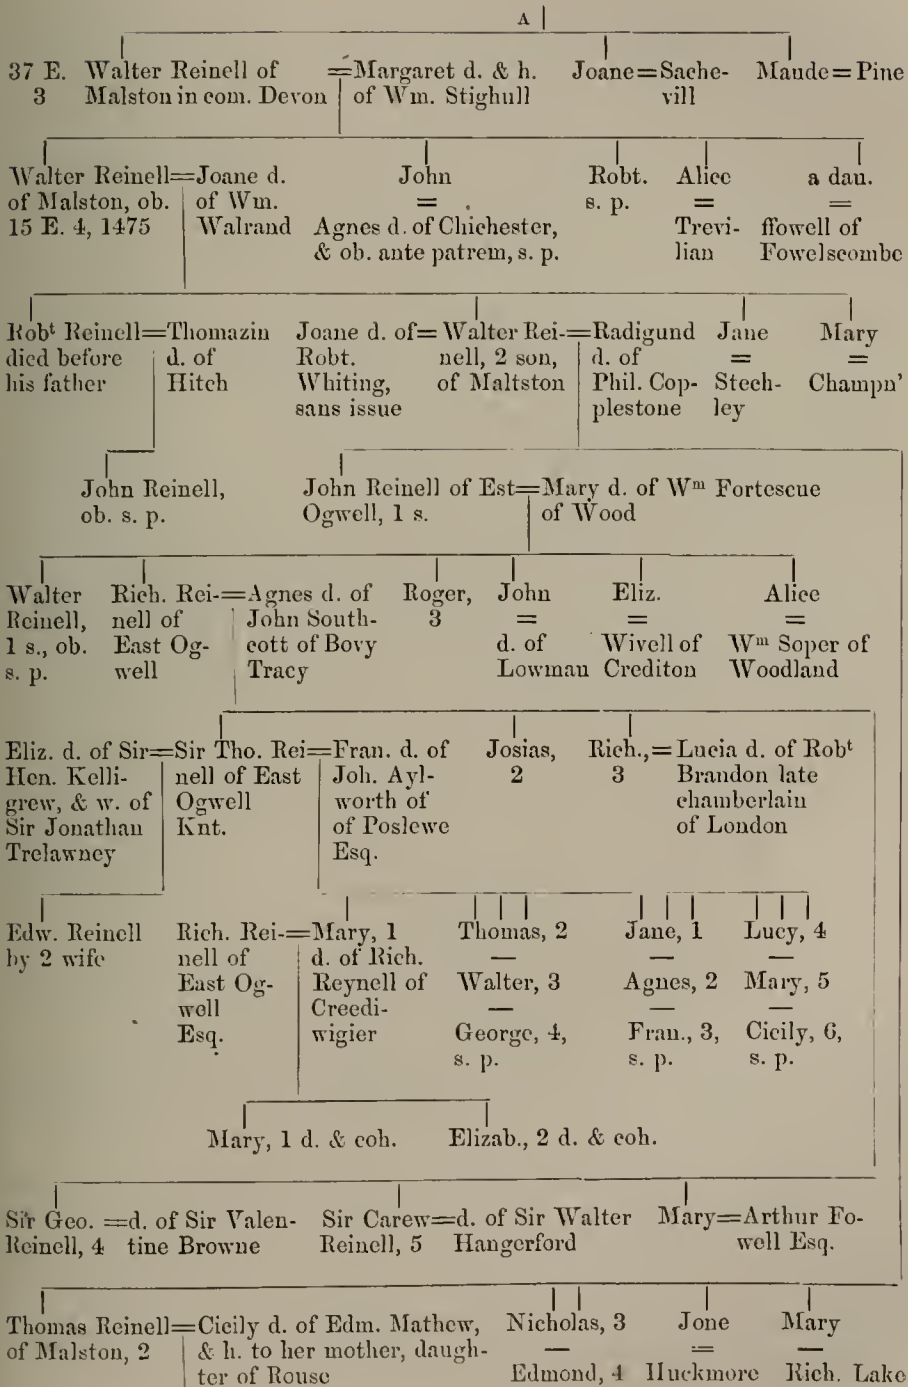 A
37 E. Walter Reinell of =Margaret d. & h. Joane=Sache- Maude=Pine
3 Malston in com. Devon of Wm. Stighull vill
Walter Reinell=Joane d. John Robt. Alice a dau.
of Malston, ob. of Wm. = s. p. = =
15 E. 4, 1475 Walrand Agnes d. of Chichester, Trevi- ffowell of
& ob. ante patrem, s. p. lian Fowelscombe
Robt Reinell=Thomazin Joane d. of= Walter Rei-=Radigund Jane Mary
died before d. of Robt. nell, 2 son, d. of = =
his father Hitch Whiting, of Maltston Phil. Cop- Stech- Champn'
sans issue plestone ley
John Reinell, John Reinell of Est=Mary d. of Wm Fortescue
ob. s. p. Ogwell, 1 s. of Wood
Walter Rich. Rei-=Agnes d. of Roger, John Eliz. Alice
Reinell, nell of John South- 3 = = =
1 s., ob. East Og- cott of Bovy d. of Wivell of Wm Soper of
s. p. well Tracy Lowman Crediton Woodland
Eliz. d. of Sir=Sir Tho. Rei=Fran. d. of Josias, Rich.,= Lucia d. of Robt
Hen. Kelli- nell of East Joh. Ayl- 2 3 Brandon late
grew, & w. of Ogwell worth of chamberlain
Sir Jonathan Knt. of Poslewe of London
Trelawney Esq.
Edw. Reinell Rich. Rei-=Mary, 1 Thomas, 2 Jane, 1 Lucy, 4
by 2 wife nell of d. of Rich. — — —
East Og- Reynell of Walter, 3 Agnes, 2 Mary, 5
well Creedi- — — —
Esq. wigier George, 4, Fran., 3, Cicily, 6,
s. p. s. p. s. p.
Mary, 1 d. & coh. Elizab., 2 d. & coh.
Sir Geo. =d. of Sir Valen- Sir Carew=d. of Sir Walter Mary=Arthur Fo-
Reinell, 4 tine Browne Reinell, 5 Hangerford well Esq.
Thomas Reinell=Cicily d. of Edm. Mathew, Nicholas, 3 Jone Mary
of Malston, 2 & h. to her mother, daugh- — = —
ter of Rouse Edmond, 4 Huckmore Rich. Lake